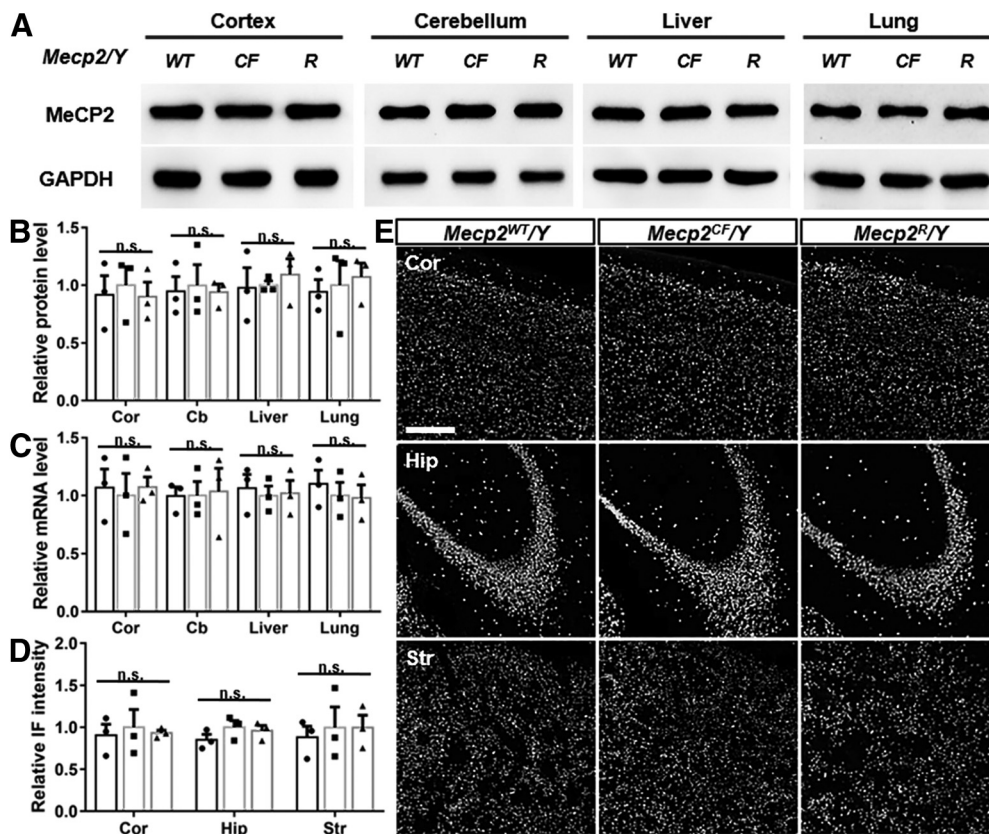 A
Cortex Cerebellum Liver Lung
Mecp2/Y WT CF R WT CF R WT CF R WT CF R
MeCP2
GAPDH
B
Relative protein level
1.5
1.0
0.5
0.0
n.s. n.s. n.s. n.s.
Cor Cb Liver Lung
C
Relative mRNA level
1.5
1.0
0.5
0.0
n.s. n.s. n.s. n.s.
Cor Cb Liver Lung
D
Relative IF intensity
2.0
1.5
1.0
0.5
0.0
n.s. n.s. n.s.
Cor Hip Str
E
Mecp2WT/Y Mecp2CF/Y Mecp2R/Y
Cor
Hip
Str